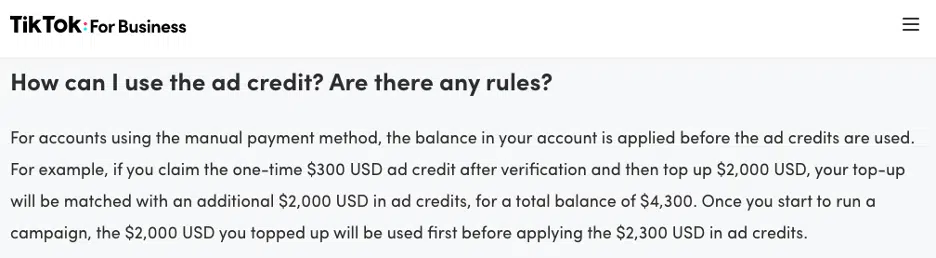 TikTok: For Business
How can I use the ad credit? Are there any rules?
For accounts using the manual payment method, the balance in your account is applied before the ad credits are used.
For example, if you claim the one-time $300 USD ad credit after verification and then top up $2,000 USD, your top-up
will be matched with an additional $2,000 USD in ad credits, for a total balance of $4,300. Once you start to run a
campaign, the $2,000 USD you topped up will be used first before applying the $2,300 USD in ad credits.